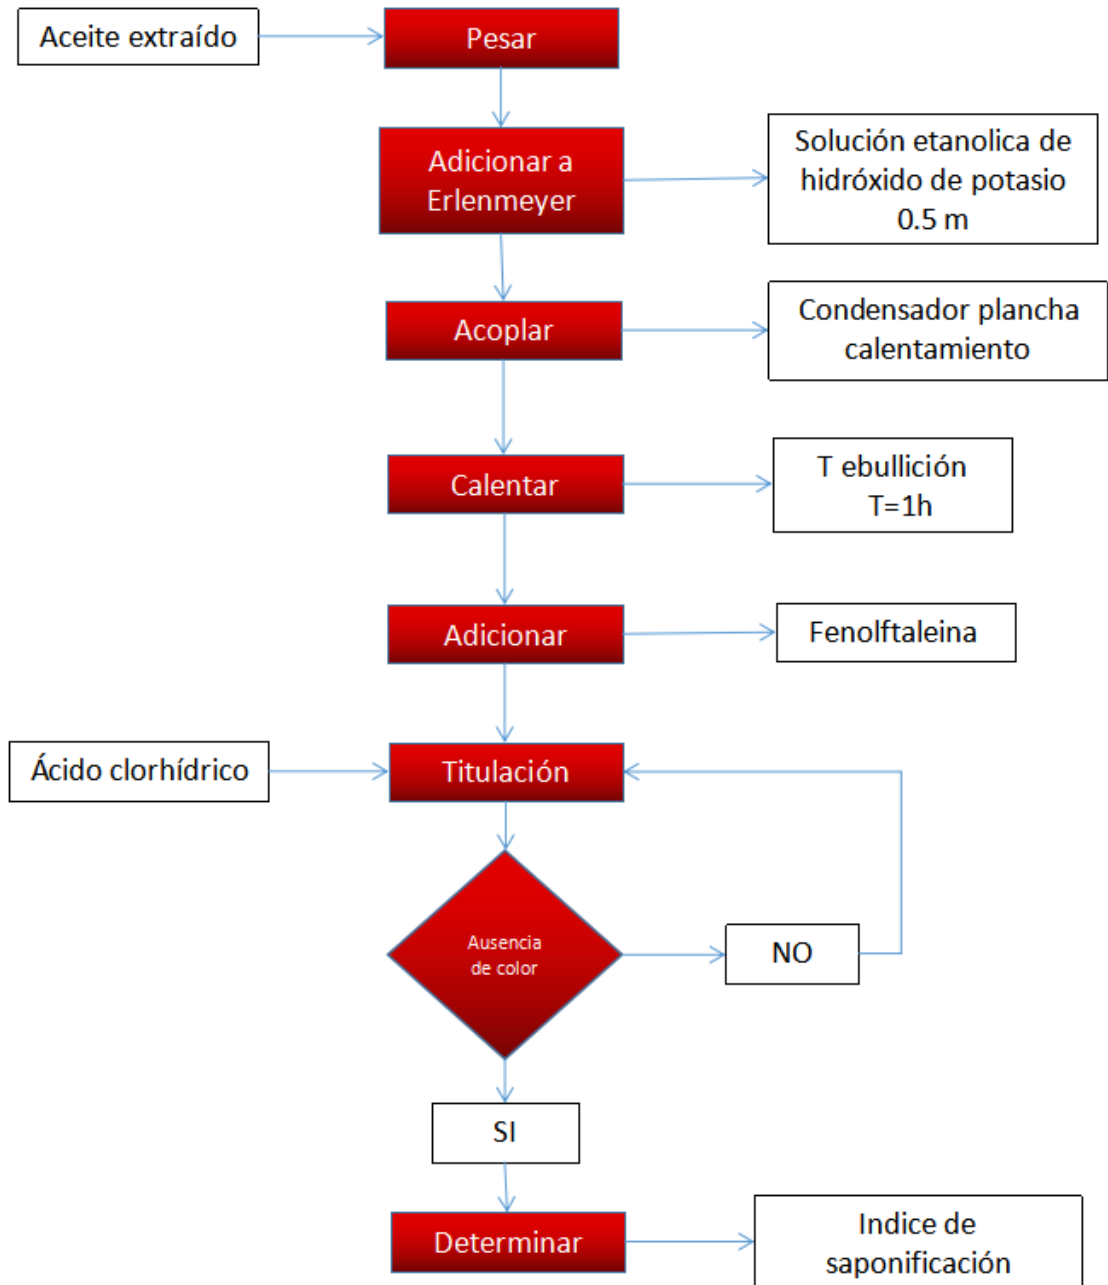 Aceite extraído
Pesar
Adicionar a
Erlenmeyer
Solución etanolica de
hidróxido de potasio
0.5 m
Acoplar
Condensador plancha
calentamiento
Calentar
T ebullición
T=1h
Adicionar
Fenolftaleina
Ácido clorhídrico
Titulación
Ausencia
de color
NO
SI
Determinar
Indice de
saponificación